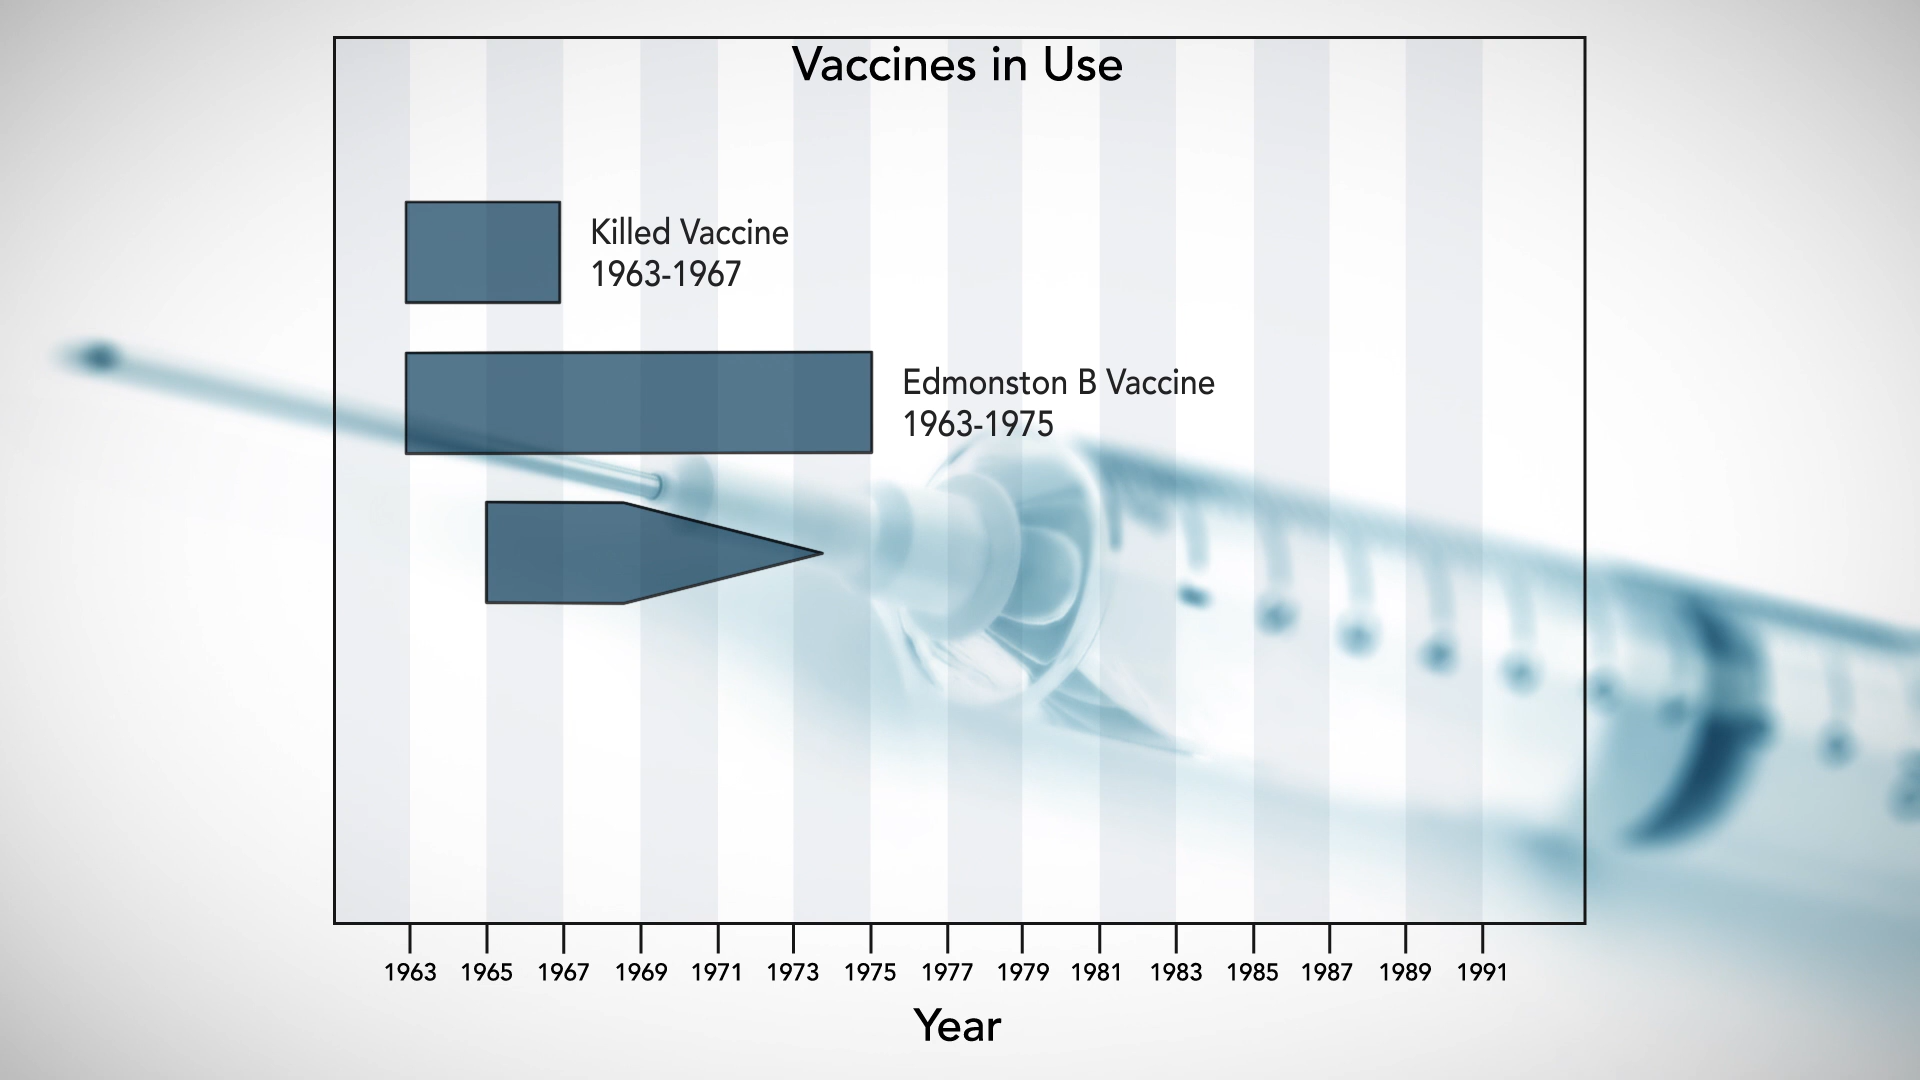 Vaccines in Use
Killed Vaccine
1963-1967
Edmonston B Vaccine
1963-1975
1963 1965 1967 1969 1971 1973 1975 1977 1979 1981 1983 1985 1987 1989 1991
Year